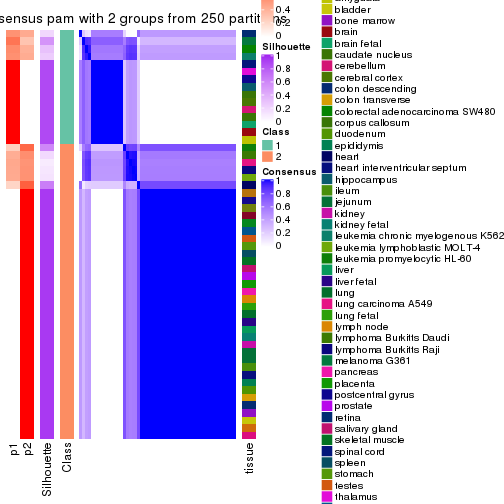 sensus pam with 2 groups from 250 partitions
0.4
0.2
0
Silhouette
1
0.8
0.6
0.4
0.2
0
Class
1
2
Consensus
1
0.8
0.6
0.4
0.2
0
p1
p2
Silhouette
Class
tissue
amygdala
bladder
bone marrow
brain
brain fetal
caudate nucleus
cerebellum
cerebral cortex
colon descending
colon transverse
colorectal adenocarcinoma SW480
corpus callosum
duodenum
epididymis
heart
heart interventricular septum
hippocampus
ileum
jejunum
kidney
kidney fetal
leukemia chronic myelogenous K562
leukemia lymphoblastic MOLT-4
leukemia promyelocytic HL-60
liver
liver fetal
lung
lung carcinoma A549
lung fetal
lymph node
lymphoma Burkitts Daudi
lymphoma Burkitts Raji
melanoma G361
pancreas
placenta
postcentral gyrus
prostate
retina
salivary gland
skeletal muscle
spinal cord
spleen
stomach
testes
thalamus